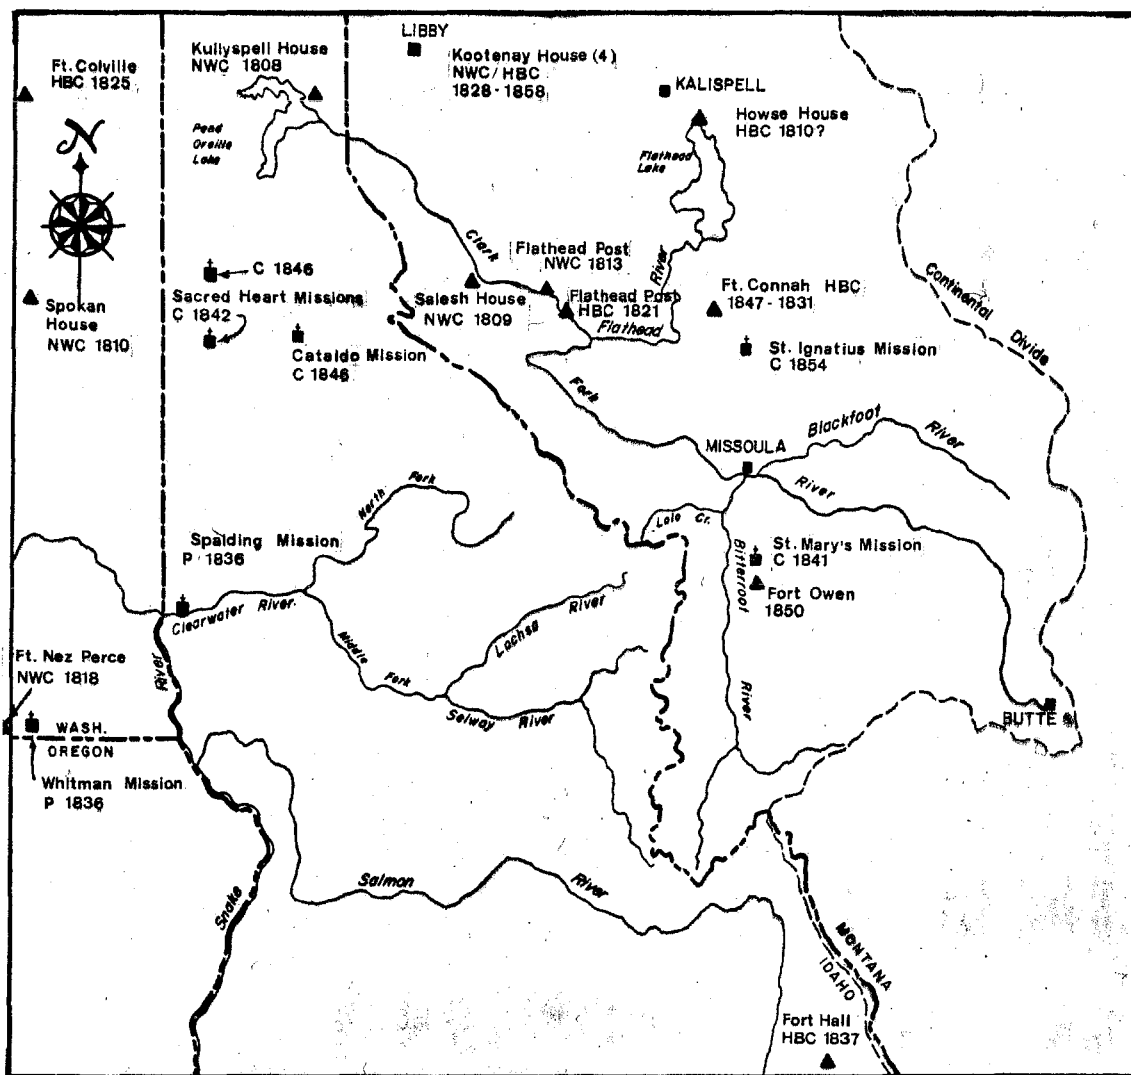 LIBBY
Kullyspell House
NWC 1808
Ft. Colville
HBC 1825
Kootenay House (4)
NWC/HBC
1828-1858
KALISPELL
Howse House
HBC 1810?
N
Pend
Oreille
Lake
Flathead
Lake
Clark
River
Flathead Post
NWC 1813
C 1846
Continental
Divide
Sacred Heart Missions
C 1842
Spokan
House
NWC 1810
Salesh House
NWC 1809
Flathead Post
HBC 1821
Flathead
Ft. Connah HBC
1847-1831
Cataldo Mission
C 1846
St. Ignatius Mission
C 1854
Fork
Blackfoot
River
MISSOULA
River
North Fork
Lolo Cr.
Spalding Mission
P 1836
St. Mary's Mission
C 1841
Bitterroot
Fort Owen
1850
Clearwater River
Lochsa River
Middle
Fork
Ft. Nez Perce
NWC 1818
River
Selway River
River
WASH.
OREGON
BUTTE
Whitman Mission
P 1836
Salmon
River
Snake
MONTANA
IDAHO
Fort Hall
HBC 1837